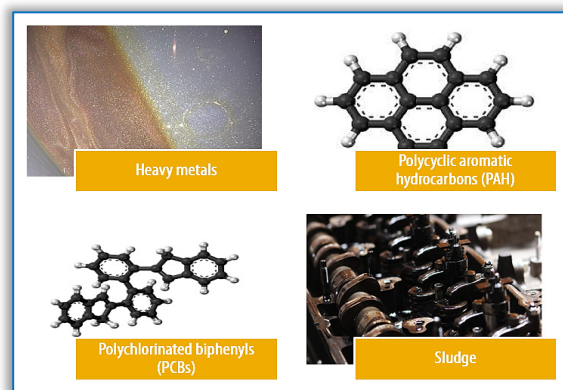 Heavy metals
Polycyclic aromatic
hydrocarbons (PAH)
Polychlorinated biphenyls
(PCBs)
Sludge